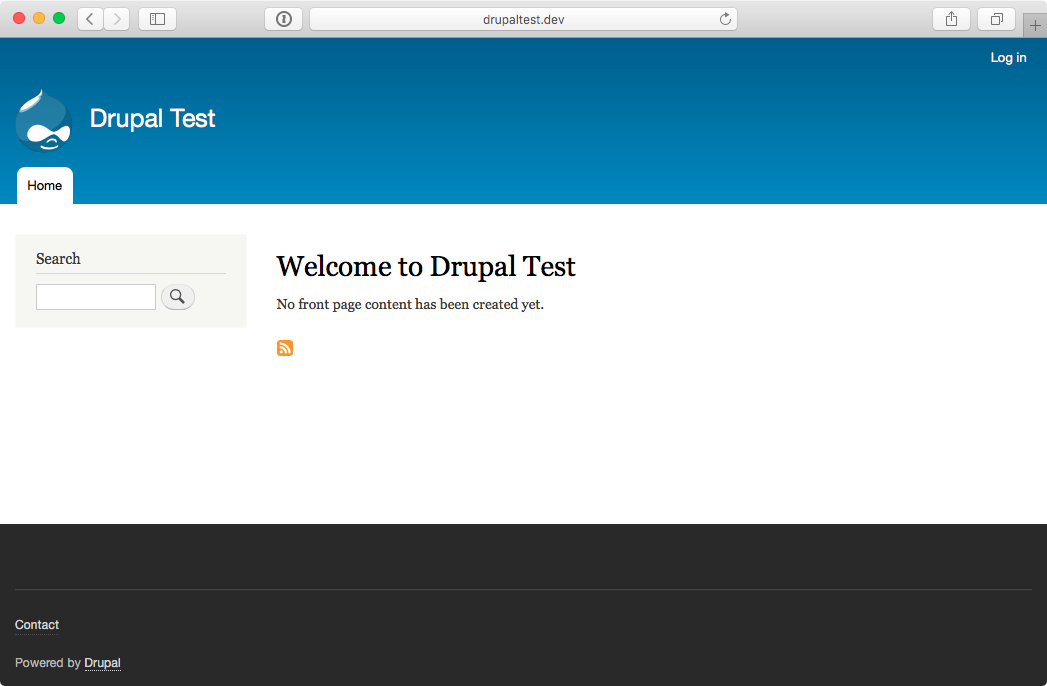 drupaltest.dev
Log in
Drupal Test
Home
Search
Welcome to Drupal Test
No front page content has been created yet.
Contact
Powered by Drupal